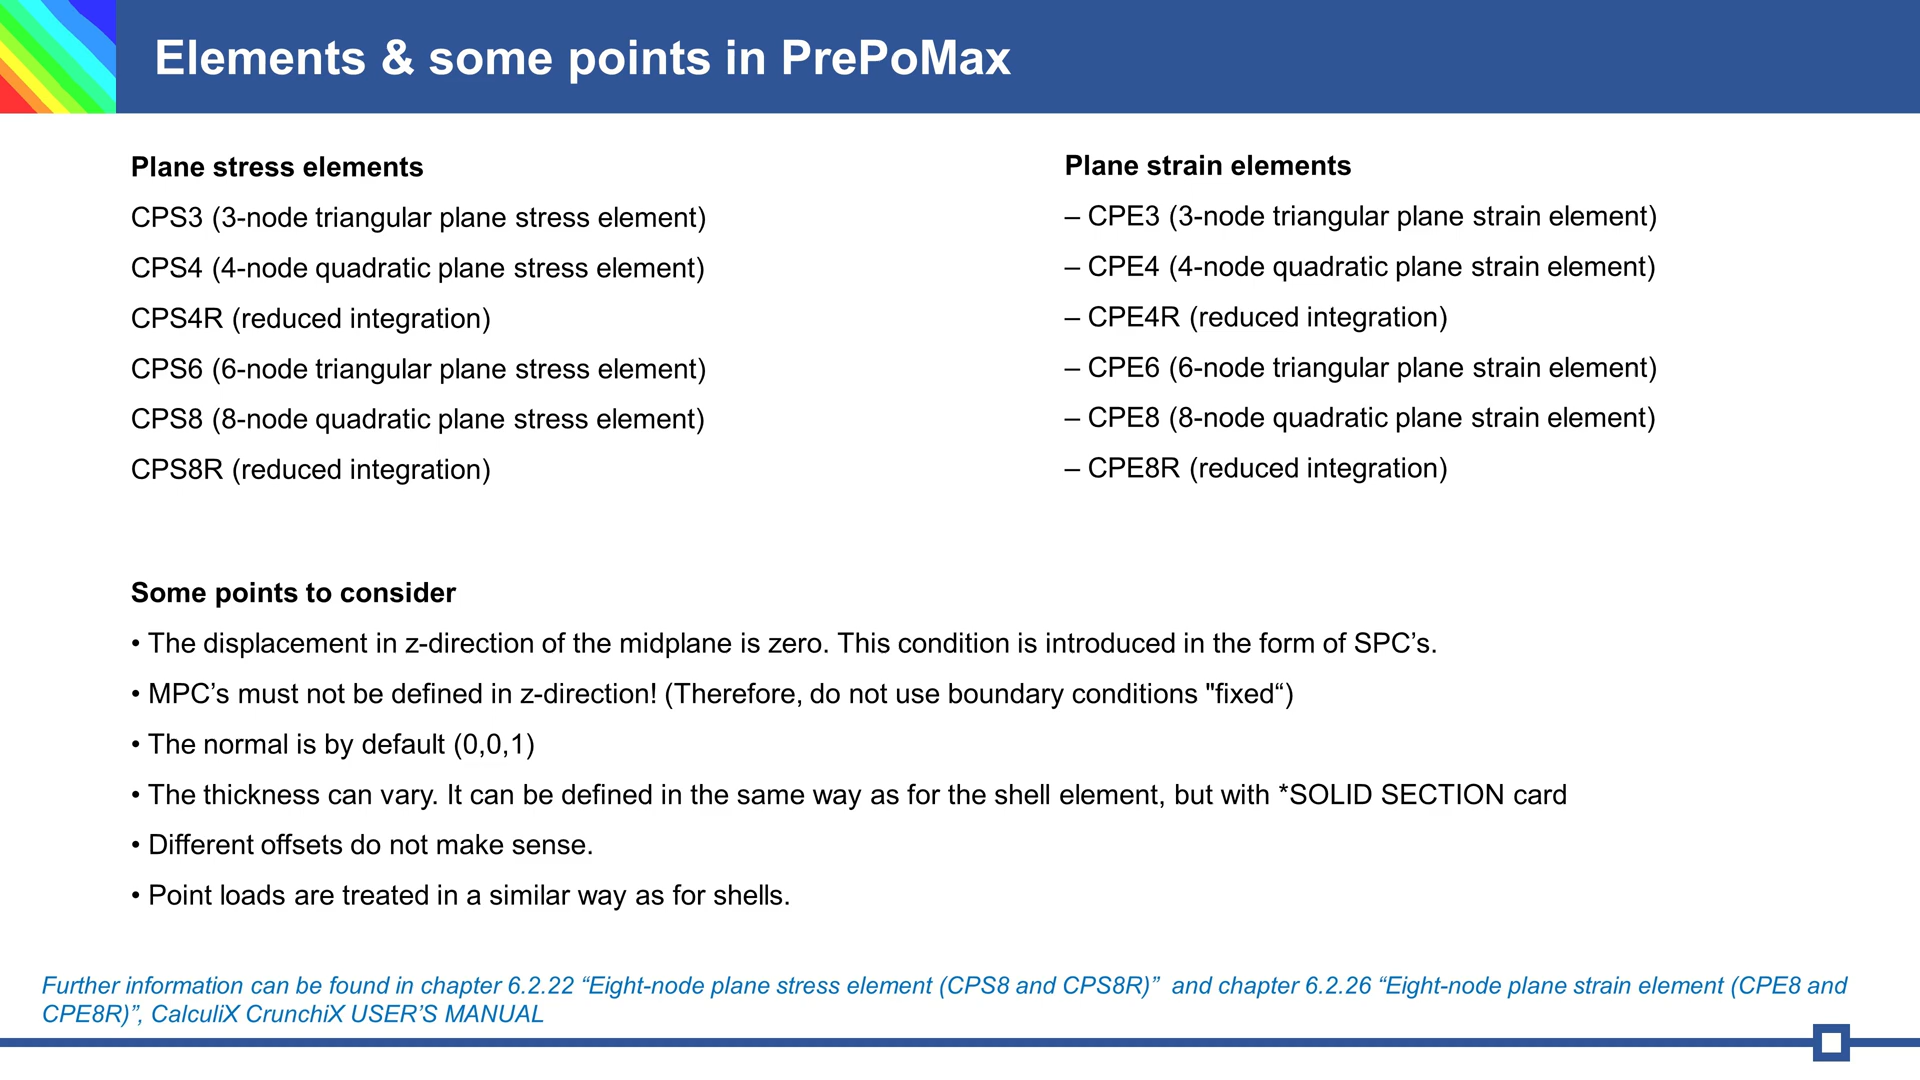 Elements & some points in PrePoMax
Plane stress elements
CPS3 (3-node triangular plane stress element)
CPS4 (4-node quadratic plane stress element)
CPS4R (reduced integration)
CPS6 (6-node triangular plane stress element)
CPS8 (8-node quadratic plane stress element)
CPS8R (reduced integration)
Plane strain elements
– CPE3 (3-node triangular plane strain element)
– CPE4 (4-node quadratic plane strain element)
– CPE4R (reduced integration)
– CPE6 (6-node triangular plane strain element)
– CPE8 (8-node quadratic plane strain element)
– CPE8R (reduced integration)
Some points to consider
• The displacement in z-direction of the midplane is zero. This condition is introduced in the form of SPC’s.
• MPC’s must not be defined in z-direction! (Therefore, do not use boundary conditions "fixed“)
• The normal is by default (0,0,1)
• The thickness can vary. It can be defined in the same way as for the shell element, but with *SOLID SECTION card
• Different offsets do not make sense.
• Point loads are treated in a similar way as for shells.
Further information can be found in chapter 6.2.22 “Eight-node plane stress element (CPS8 and CPS8R)” and chapter 6.2.26 “Eight-node plane strain element (CPE8 and
CPE8R)”, CalculiX CrunchiX USER’S MANUAL